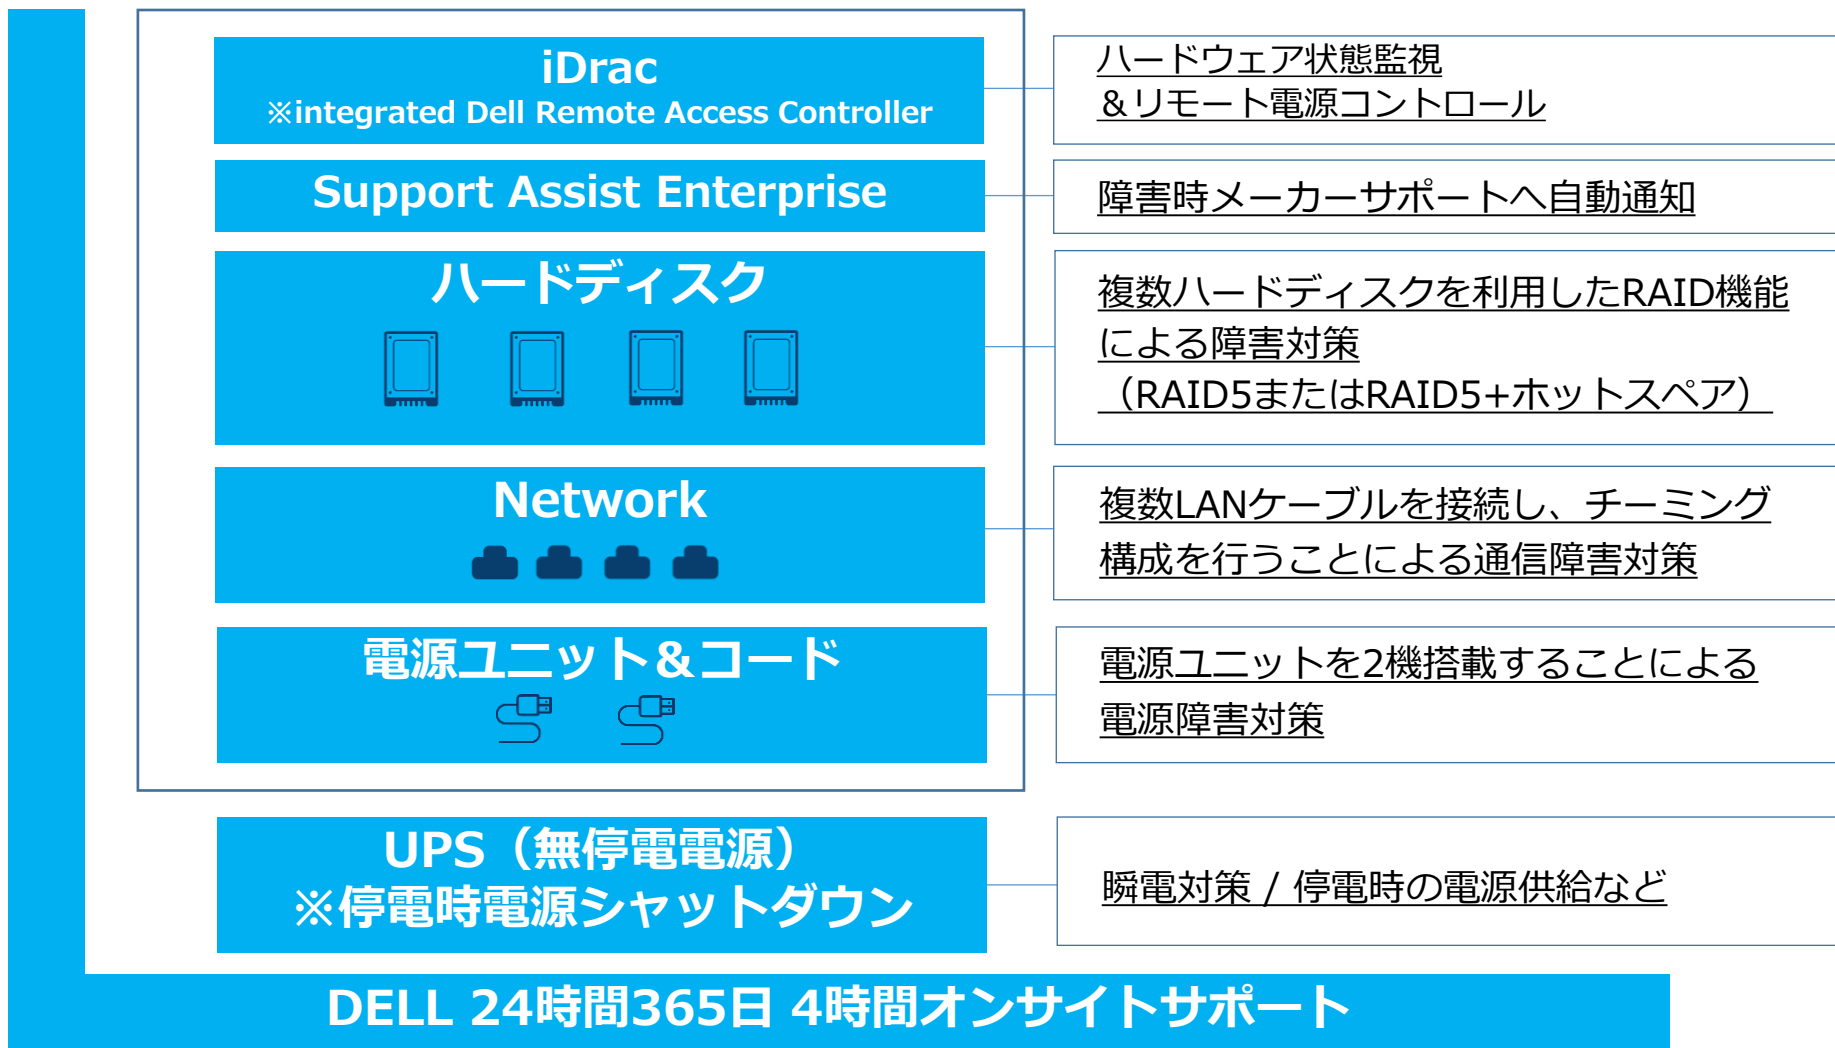 iDrac
※integrated Dell Remote Access Controller
ハードウェア状態監視
＆リモート電源コントロール
Support Assist Enterprise
障害時メーカーサポートへ自動通知
ハードディスク
複数ハードディスクを利用したRAID機能
による障害対策
（RAID5またはRAID5+ホットスペア）
Network
複数LANケーブルを接続し、チーミング
構成を行うことによる通信障害対策
電源ユニット＆コード
電源ユニットを2機搭載することによる
電源障害対策
UPS（無停電電源）
※停電時電源シャットダウン
瞬電対策 / 停電時の電源供給など
DELL 24時間365日 4時間オンサイトサポート